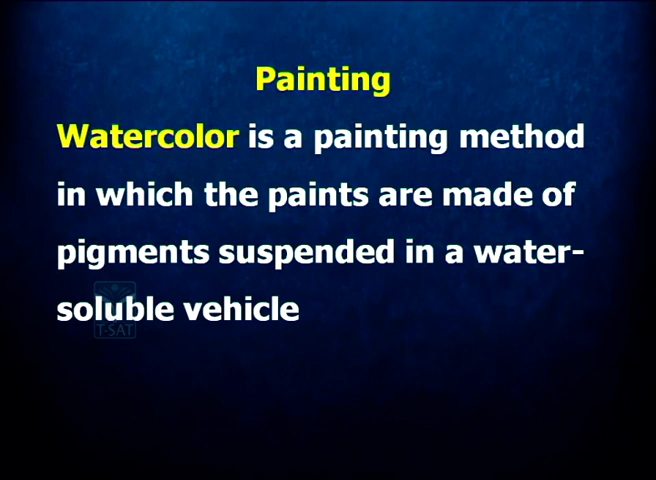 Painting
Watercolor is a painting method
in which the paints are made of
pigments suspended in a water-
soluble vehicle
T-SAT